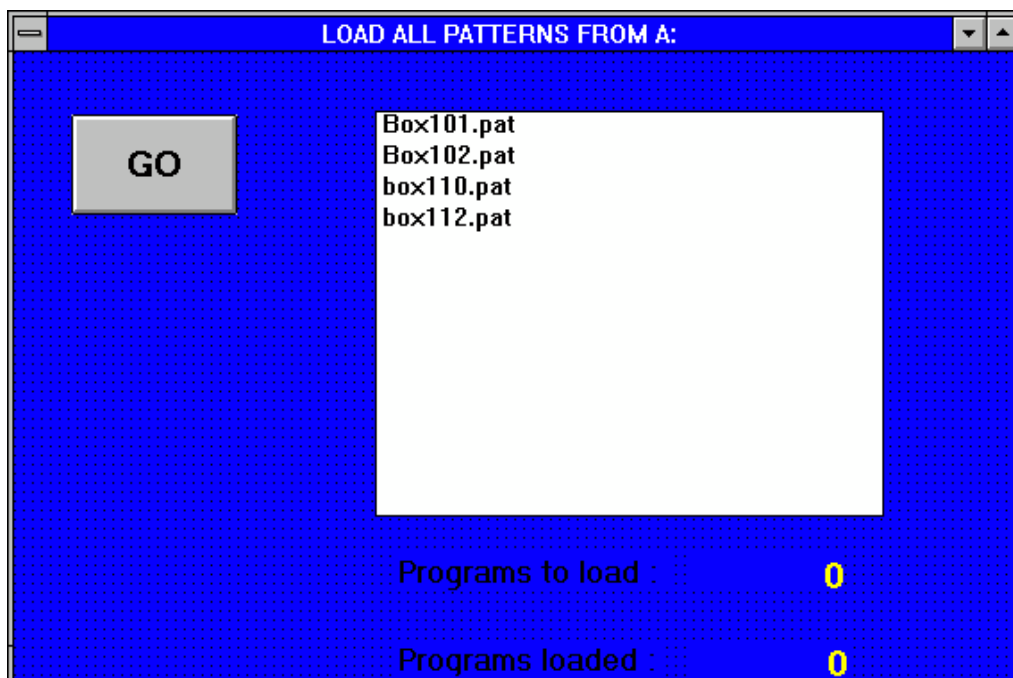 LOAD ALL PATTERNS FROM A:
GO
Box101.pat
Box102.pat
box110.pat
box112.pat
Programs to load : 0
Programs loaded : 0